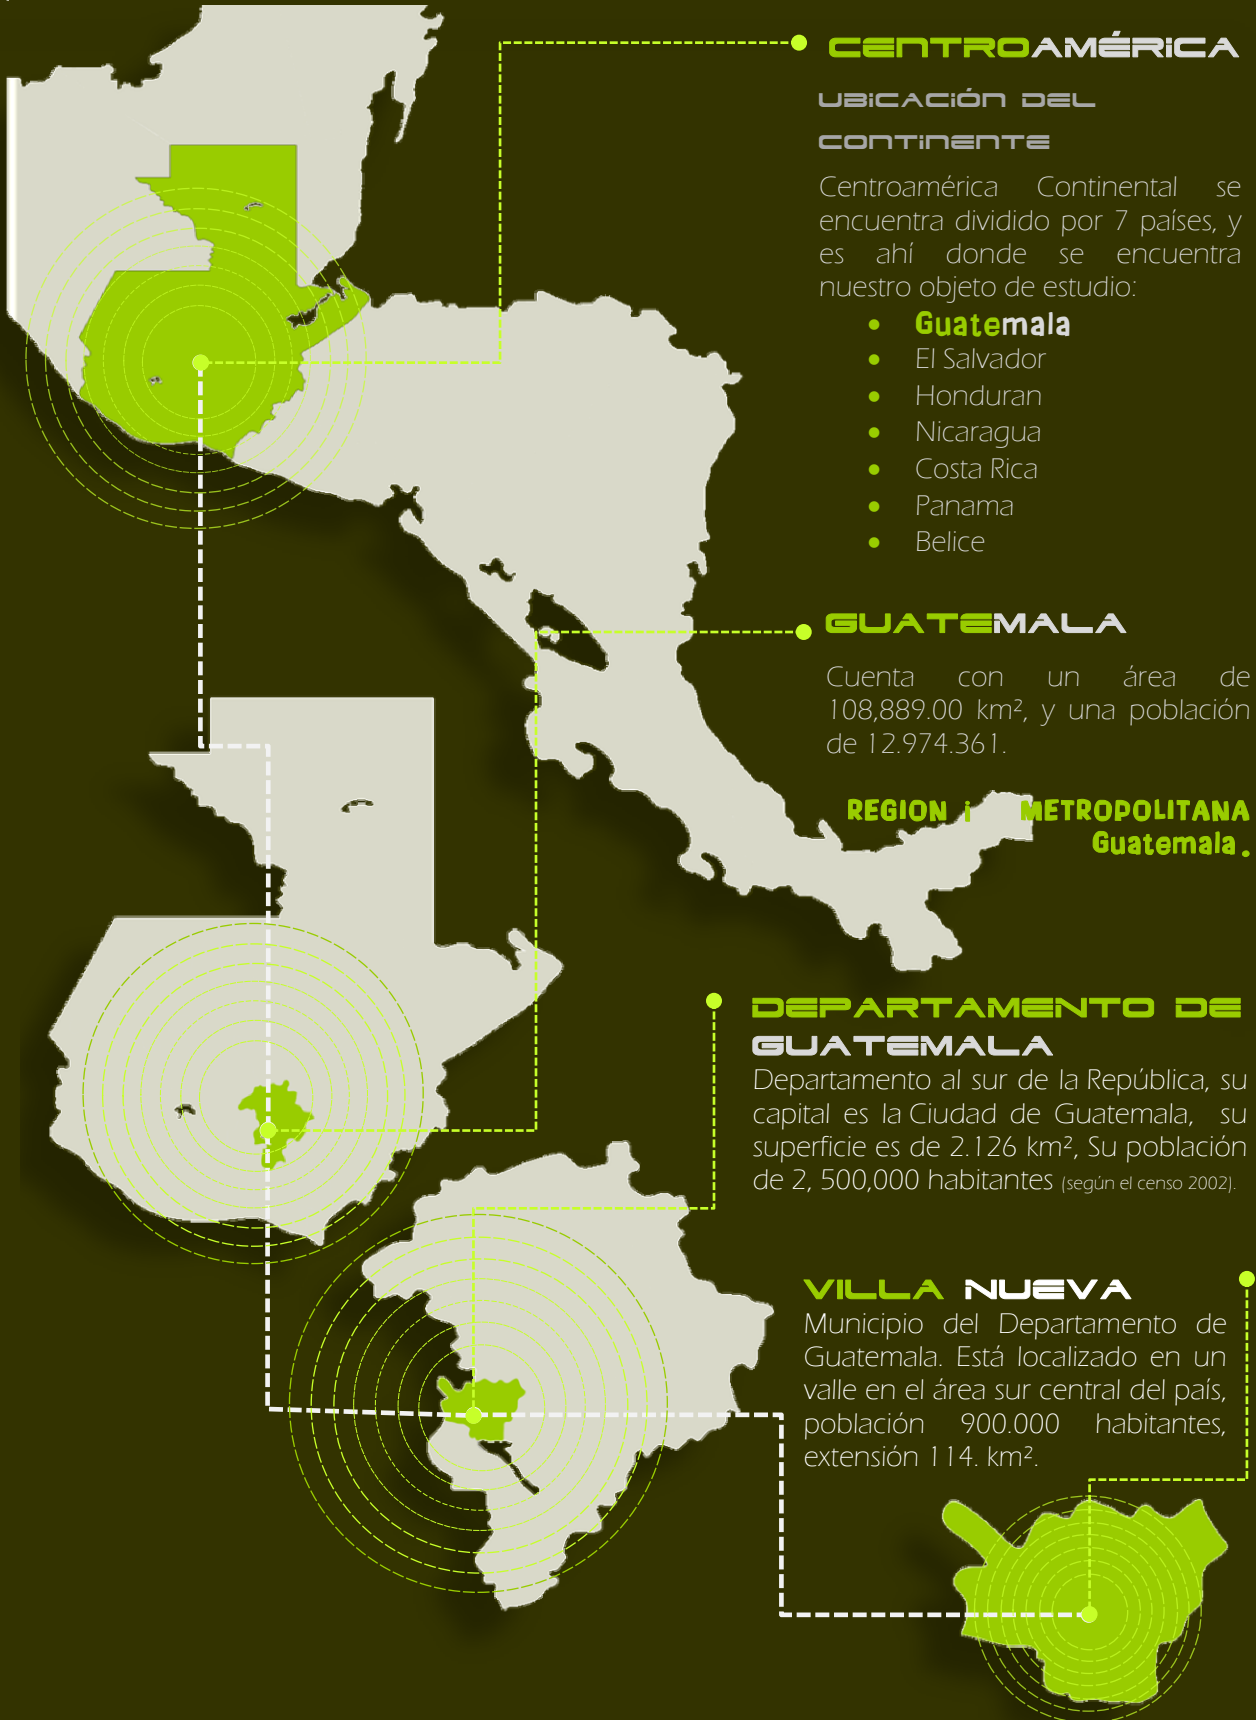 CENTROAMÉRiCA
UBiCACión DEL
COnTinEnTE
Centroamérica Continental se
encuentra dividido por 7 países, y
es ahí donde se encuentra
nuestro objeto de estudio:
• Guatemala
• El Salvador
• Honduran
• Nicaragua
• Costa Rica
• Panama
• Belice
GUATEMALA
Cuenta con un área de
108,889.00 km², y una población
de 12.974.361.
REGION i METROPOLITANA
Guatemala.
DEPARTAMENTO DE
GUATEMALA
Departamento al sur de la República, su
capital es la Ciudad de Guatemala, su
superficie es de 2.126 km², Su población
de 2, 500,000 habitantes (según el censo 2002).
VILLA NUEVA
Municipio del Departamento de
Guatemala. Está localizado en un
valle en el área sur central del país,
población 900.000 habitantes,
extensión 114. km².